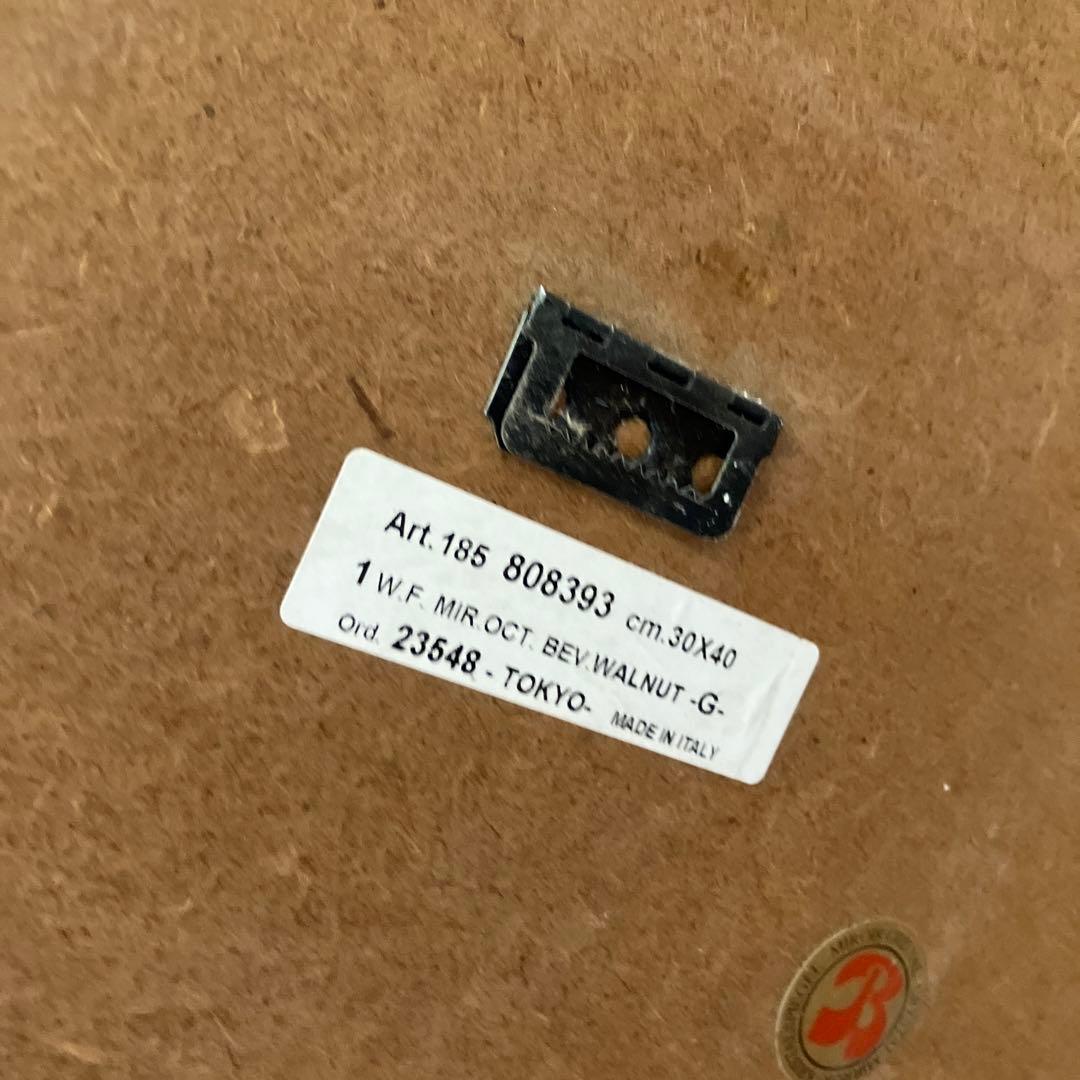 Art.185 808393 cm.30X40
1 W.F. MIR.OCT. BEV.WALNUT -G-
Ord. 23548 - TOKYO- MADE IN ITALY
B